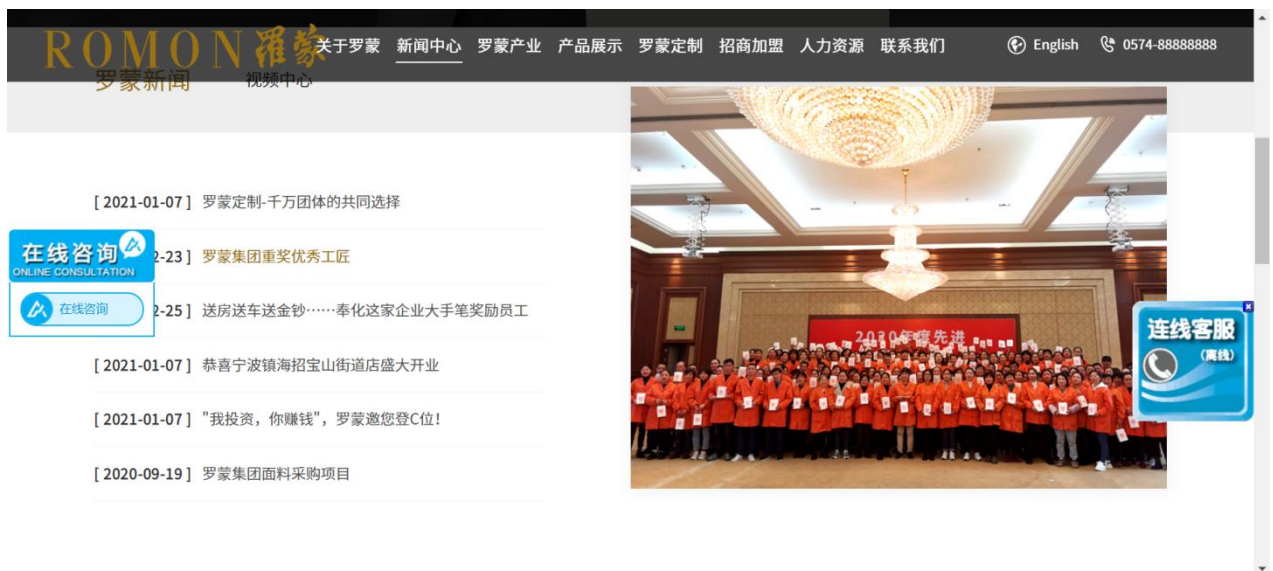 ROMON 羅蒙
关于罗蒙 新闻中心 罗蒙产业 产品展示 罗蒙定制 招商加盟 人力资源 联系我们 English 0574-88888888
罗蒙新闻 视频中心
[ 2021-01-07 ] 罗蒙定制-千万团体的共同选择
在线咨询
ONLINE CONSULTATION
在线咨询
2-23 ] 罗蒙集团重奖优秀工匠
2-25 ] 送房送车送金钞……奉化这家企业大手笔奖励员工
[ 2021-01-07 ] 恭喜宁波镇海招宝山街道店盛大开业
[ 2021-01-07 ] "我投资，你赚钱"，罗蒙邀您登C位！
[ 2020-09-19 ] 罗蒙集团面料采购项目
2020年度先进
连线客服
(离线)